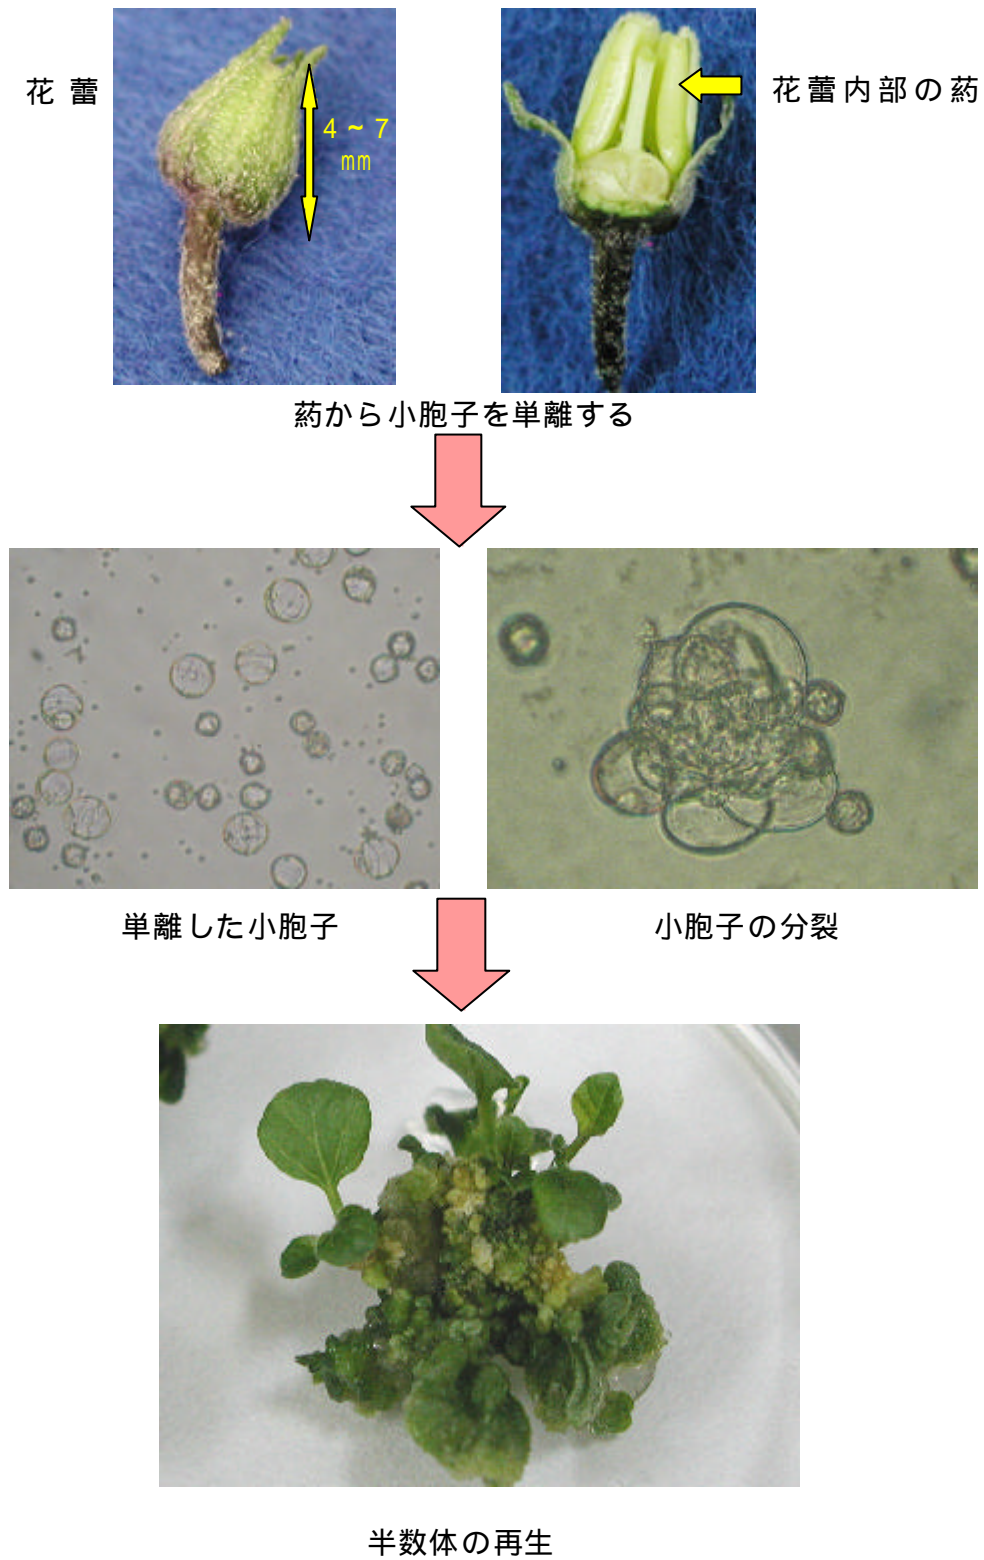 花蕾
4~7
mm
花蕾内部の葯
葯から小胞子を単離する
単離した小胞子
小胞子の分裂
半数体の再生